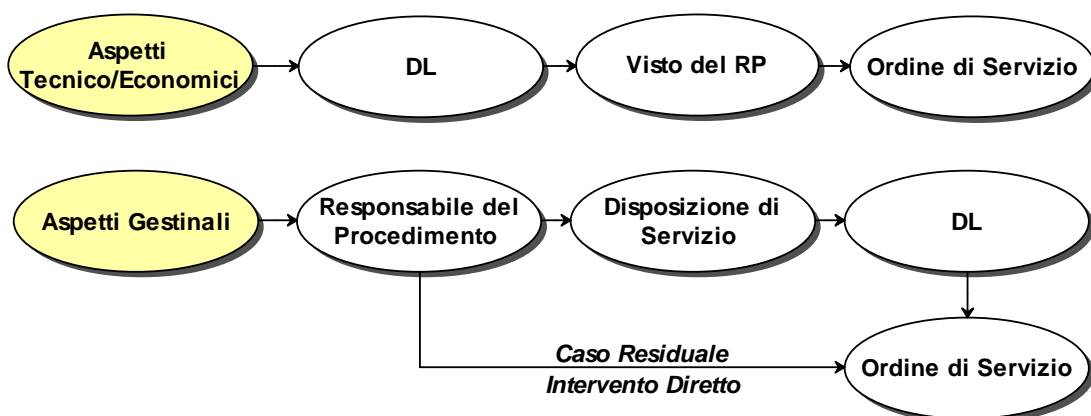 Aspetti
Tecnico/Economici
DL
Visto del RP
Ordine di Servizio
Aspetti Gestinali
Responsabile del
Procedimento
Disposizione di
Servizio
DL
Caso Residuale
Intervento Diretto
Ordine di Servizio